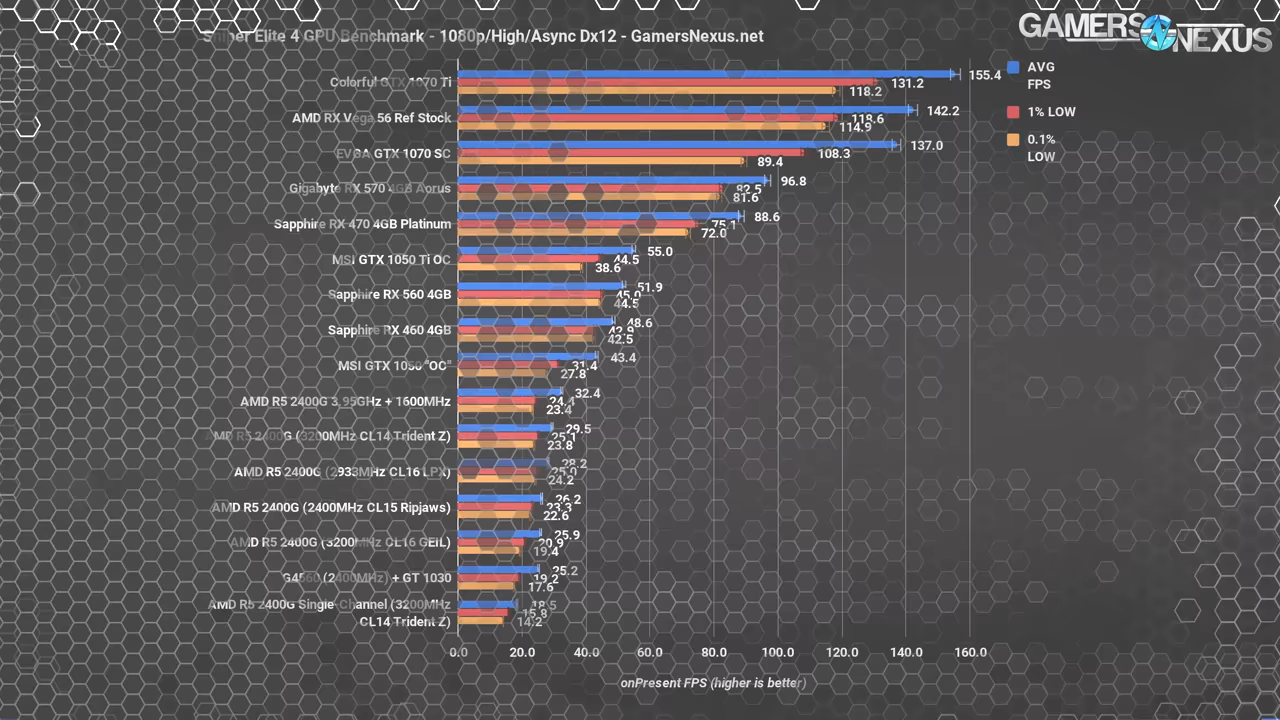 Sniper Elite 4 GPU Benchmark - 1080p/High/Async Dx12 - GamersNexus.net
GAMERS NEXUS
AVG
FPS
1% LOW
0.1%
LOW
Colorful GTX 1070 Ti 155.4 131.2 118.2
AMD RX Vega 56 Ref Stock 142.2 118.6 114.9
EVGA GTX 1070 SC 137.0 108.3 89.4
Gigabyte RX 570 4GB Aorus 96.8 82.5 81.6
Sapphire RX 470 4GB Platinum 88.6 75.1 72.0
MSI GTX 1050 Ti OC 55.0 44.5 38.6
Sapphire RX 560 4GB 51.9 45.0 44.5
Sapphire RX 460 4GB 48.6 42.9 42.5
MSI GTX 1050 "OC" 43.4 31.4 27.8
AMD R5 2400G 3.95GHz + 1600MHz 32.4 24.4 23.4
AMD R5 2400G (3200MHz CL14 Trident Z) 29.5 25.1 23.8
AMD R5 2400G (2933MHz CL16 LPX) 28.2 25.0 24.2
AMD R5 2400G (2400MHz CL15 Ripjaws) 26.2 23.3 22.6
AMD R5 2400G (3200MHz CL16 GEIL) 25.9 20.9 19.4
G4560 (2400MHz) + GT 1030 25.2 19.2 17.6
AMD R5 2400G Single-Channel (3200MHz
CL14 Trident Z) 18.5 15.8 14.2
0.0 20.0 40.0 60.0 80.0 100.0 120.0 140.0 160.0
onPresent FPS (higher is better)